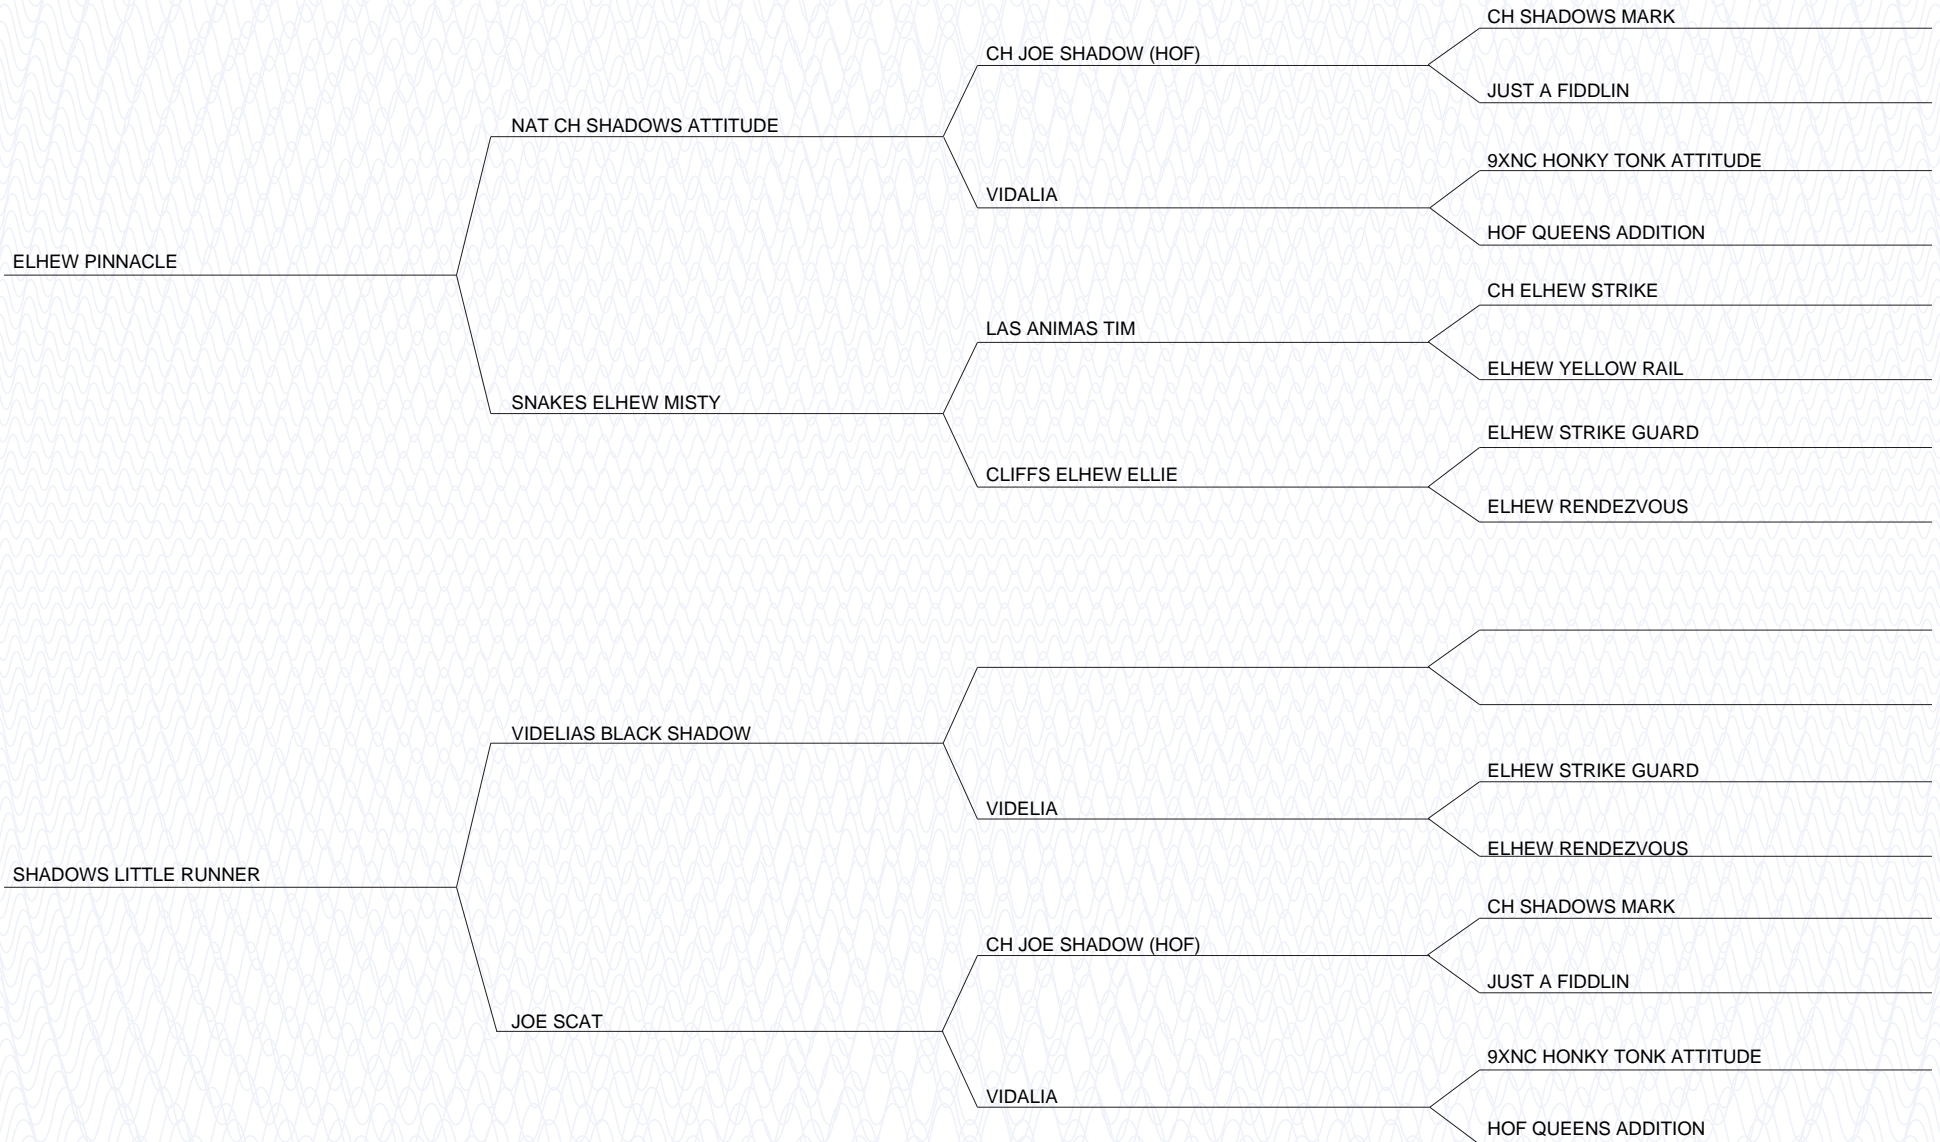 CH SHADOWS MARK
CH JOE SHADOW (HOF)
JUST A FIDDLIN
NAT CH SHADOWS ATTITUDE
9XNC HONKY TONK ATTITUDE
VIDALIA
HOF QUEENS ADDITION
ELHEW PINNACLE
CH ELHEW STRIKE
LAS ANIMAS TIM
ELHEW YELLOW RAIL
SNAKES ELHEW MISTY
ELHEW STRIKE GUARD
CLIFFS ELHEW ELLIE
ELHEW RENDEZVOUS
VIDELIAS BLACK SHADOW
ELHEW STRIKE GUARD
VIDELIA
ELHEW RENDEZVOUS
SHADOWS LITTLE RUNNER
CH SHADOWS MARK
CH JOE SHADOW (HOF)
JUST A FIDDLIN
JOE SCAT
9XNC HONKY TONK ATTITUDE
VIDALIA
HOF QUEENS ADDITION